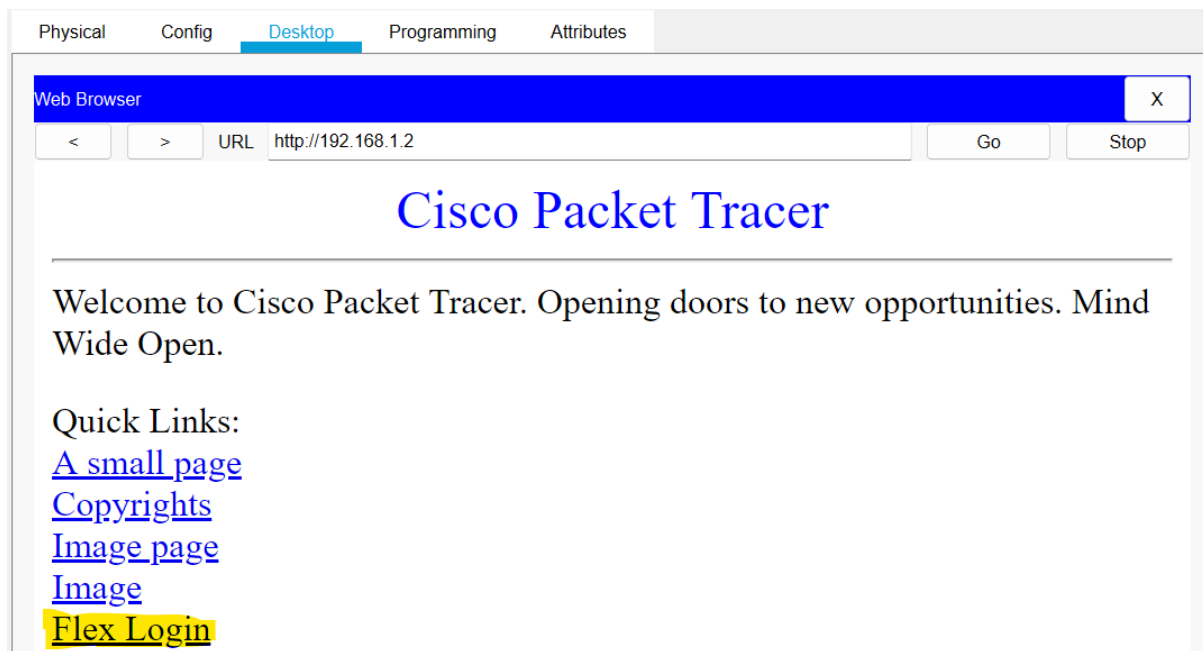 Physical Config Desktop Programming Attributes
Web Browser X
< > URL http://192.168.1.2 Go Stop
Cisco Packet Tracer
Welcome to Cisco Packet Tracer. Opening doors to new opportunities. Mind
Wide Open.
Quick Links:
A small page
Copyrights
Image page
Image
Flex Login